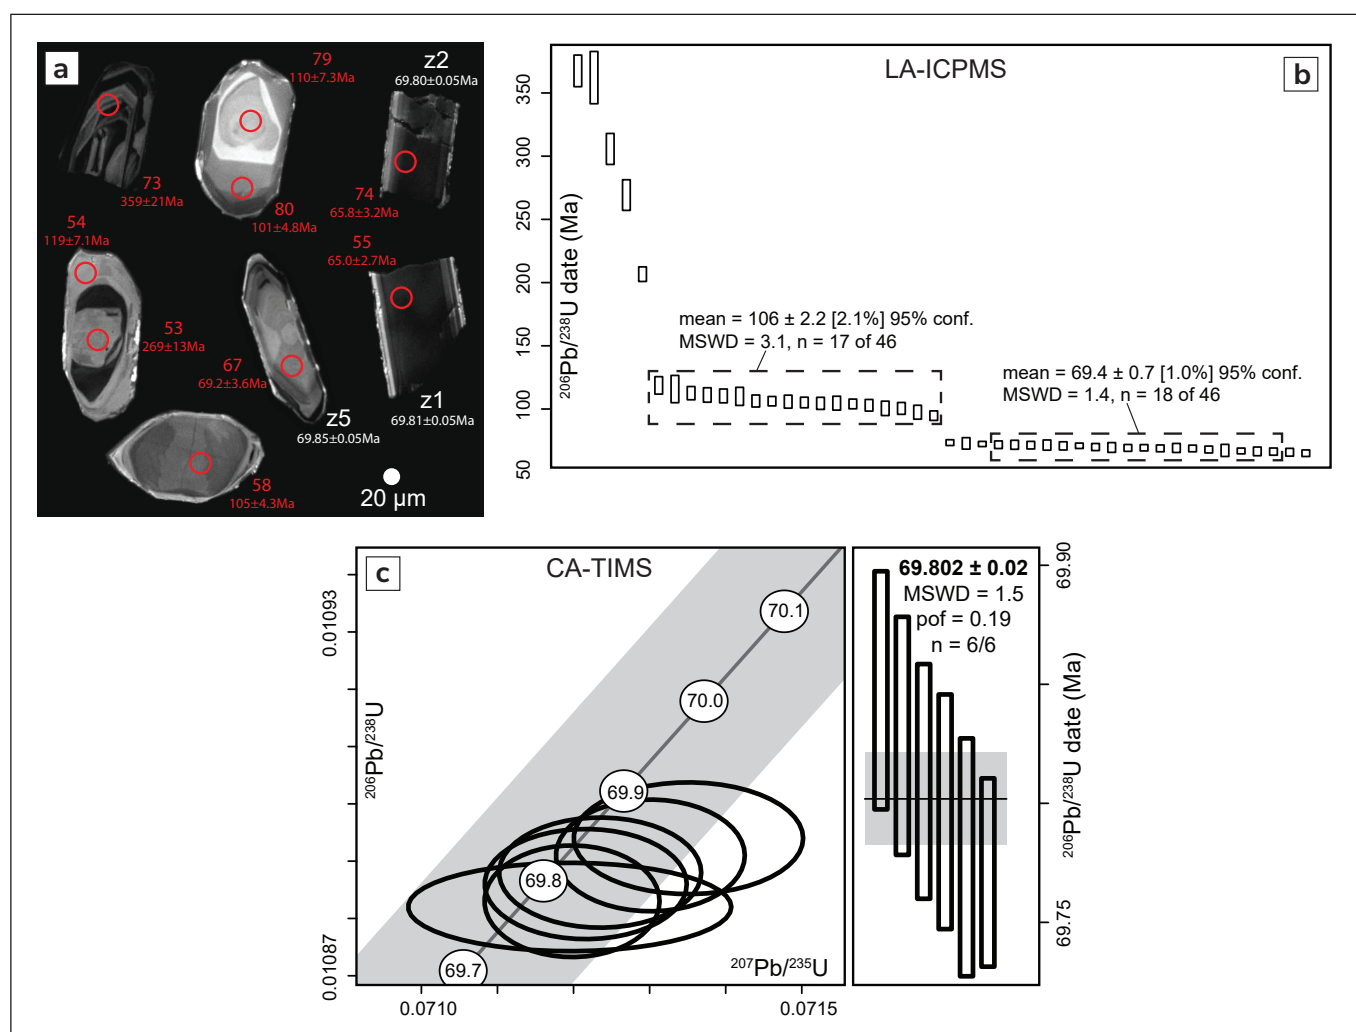 a
79
110±7.3Ma
z2
69.80±0.05Ma
73
359±21Ma
80
101±4.8Ma
74
65.8±3.2Ma
54
119±7.1Ma
55
65.0±2.7Ma
53
269±13Ma
67
69.2±3.6Ma
z5
69.85±0.05Ma
z1
69.81±0.05Ma
58
105±4.3Ma
20 µm
LA-ICPMS
b
350
300
250
200
150
100
50
206Pb/238U date (Ma)
mean = 106 ± 2.2 [2.1%] 95% conf.
MSWD = 3.1, n = 17 of 46
mean = 69.4 ± 0.7 [1.0%] 95% conf.
MSWD = 1.4, n = 18 of 46
c
CA-TIMS
0.01093
0.01087
206Pb/238U
70.1
70.0
69.9
69.8
69.7
207Pb/235U
0.0710
0.0715
69.802 ± 0.02
MSWD = 1.5
pof = 0.19
n = 6/6
69.90
69.75
206Pb/238U date (Ma)